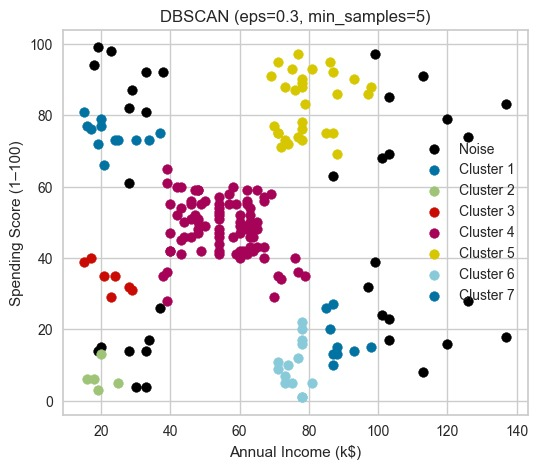 DBSCAN (eps=0.3, min_samples=5)
100
80
60
40
20
0
Spending Score (1–100)
Noise
Cluster 1
Cluster 2
Cluster 3
Cluster 4
Cluster 5
Cluster 6
Cluster 7
20 40 60 80 100 120 140
Annual Income (k$)